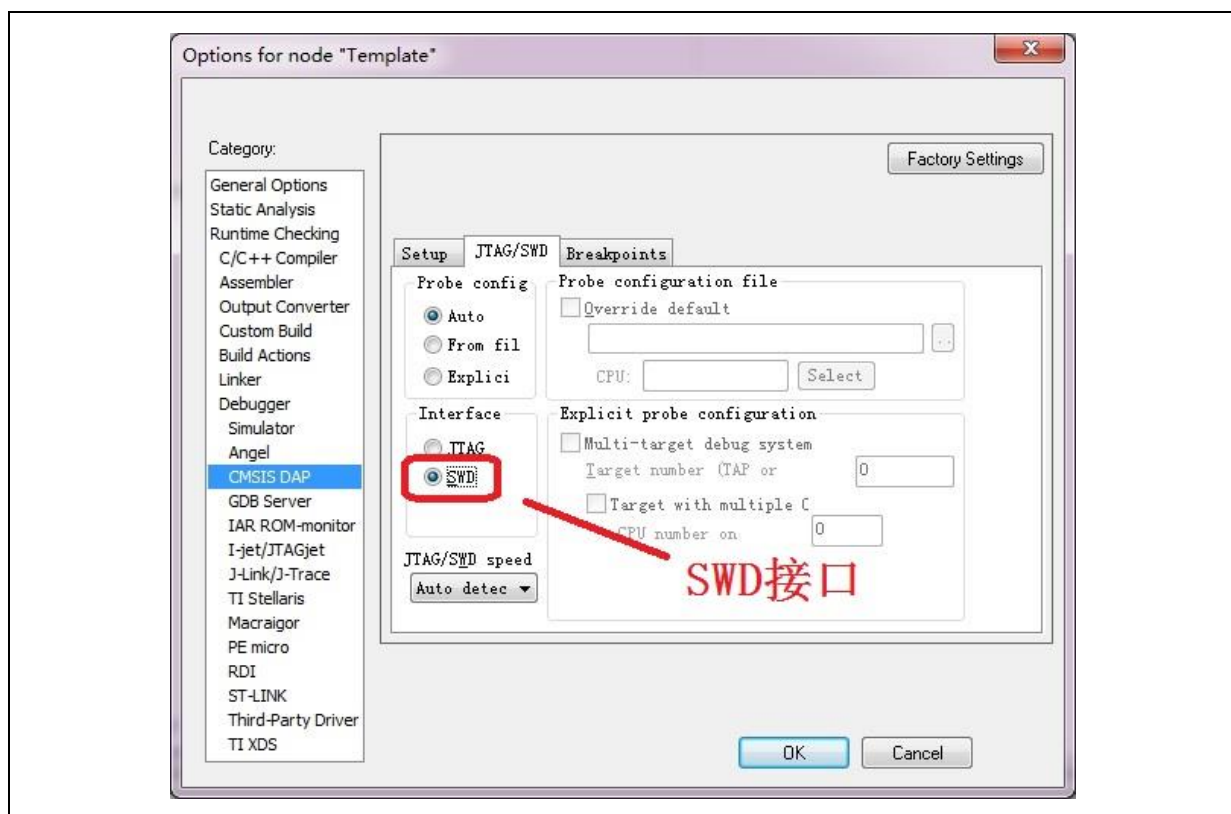 Options for node "Template"
Category:
Factory Settings
General Options
Static Analysis
Runtime Checking
C/C++ Compiler
Assembler
Output Converter
Custom Build
Build Actions
Linker
Debugger
Simulator
Angel
CMSIS DAP
GDB Server
IAR ROM-monitor
I-jet/JTAGjet
J-Link/J-Trace
TI Stellaris
Macraigor
PE micro
RDI
ST-LINK
Third-Party Driver
TI XDS
Setup JTAG/SWD Breakpoints
Probe config
Auto
From fil
Explici
Probe configuration file
Override default
..
CPU: Select
Interface
JTAG
SWD
Explicit probe configuration
Multi-target debug system
Target number (TAP or 0
Target with multiple C
CPU number on 0
JTAG/SWD speed
Auto detec
SWD接口
OK Cancel